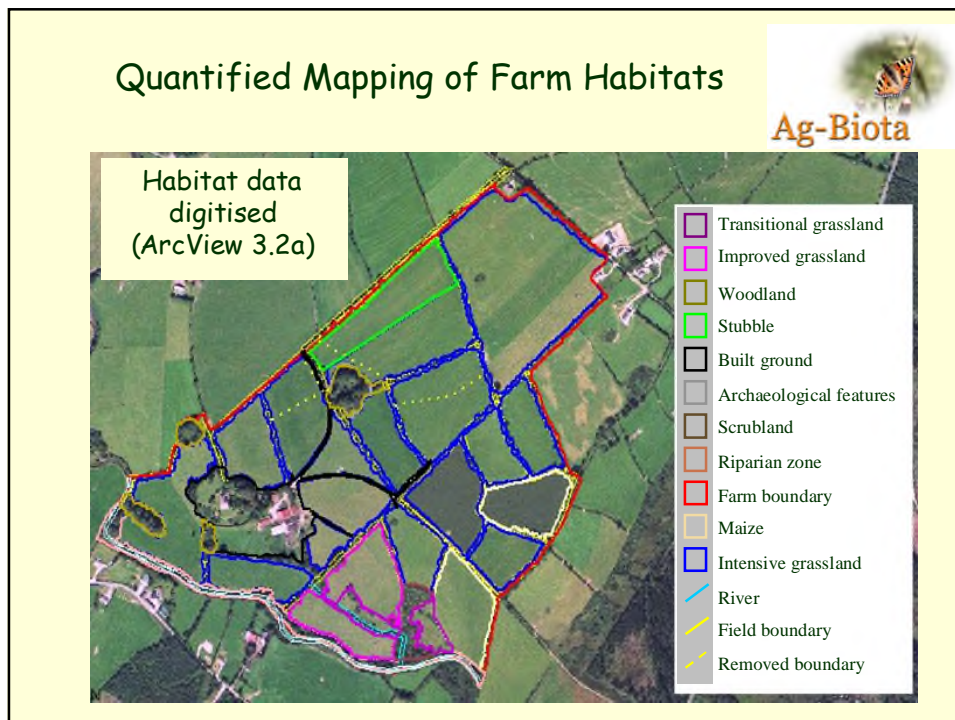 Quantified Mapping of Farm Habitats
Ag-Biota
Habitat data
digitised
(ArcView 3.2a)
Transitional grassland
Improved grassland
Woodland
Stubble
Built ground
Archaeological features
Scrubland
Riparian zone
Farm boundary
Maize
Intensive grassland
River
Field boundary
Removed boundary